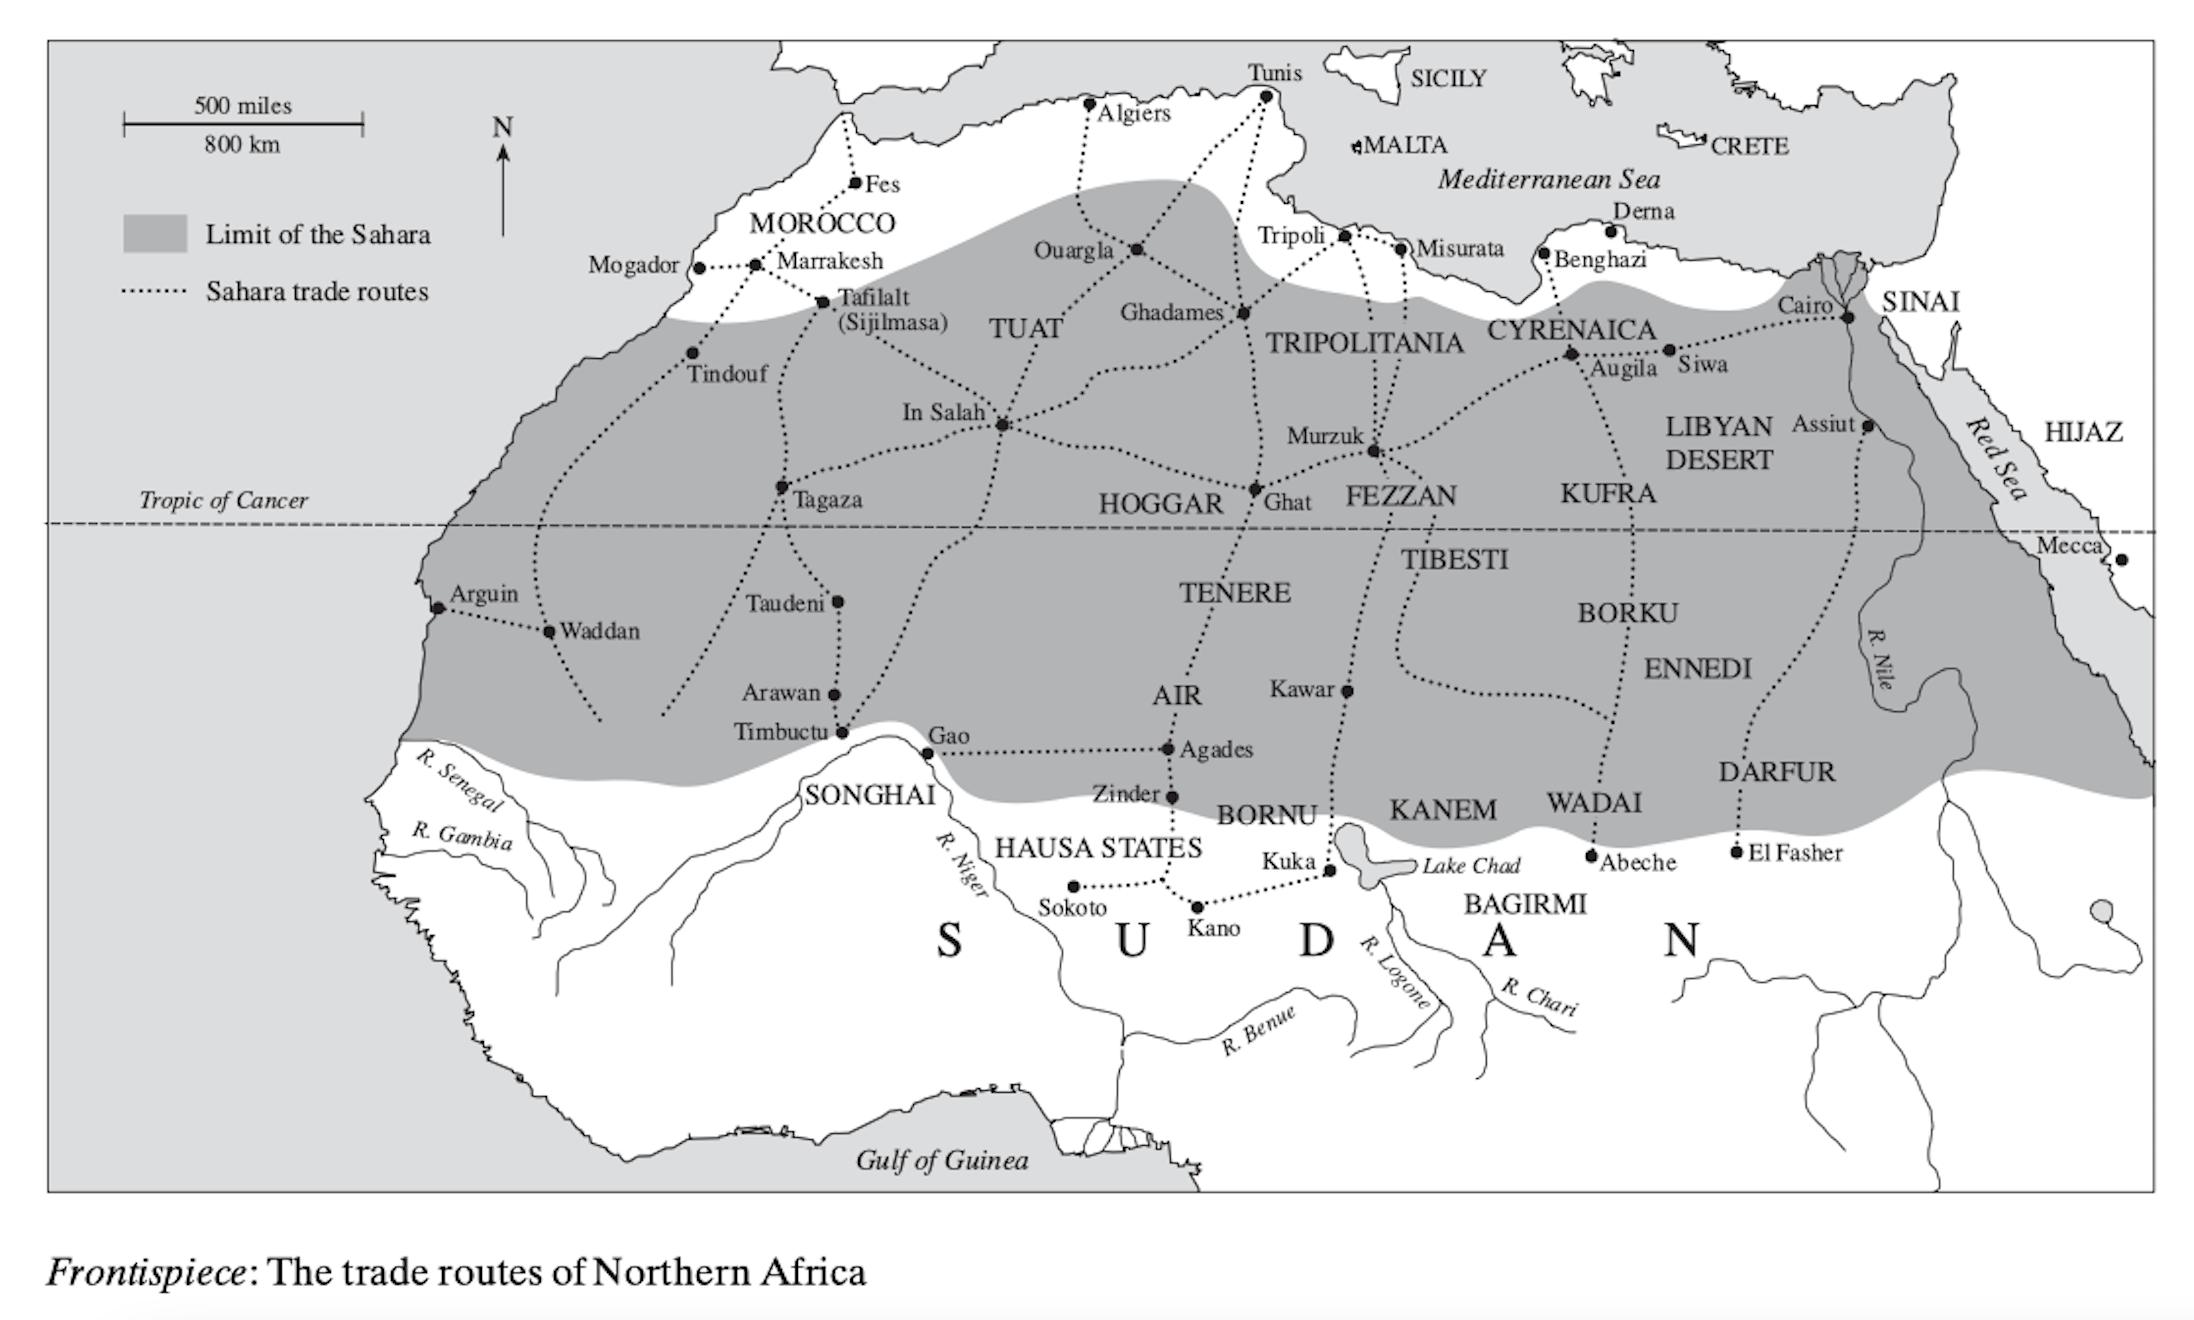 500 miles
800 km
N
Limit of the Sahara
Sahara trade routes
Tunis
SICILY
Algiers
MALTA
CRETE
Mediterranean Sea
Fes
MOROCCO
Derna
Tripoli
Misurata
Ouargla
Benghazi
Mogador
Marrakesh
Tafilalt
(Sijilmasa)
Cairo
SINAI
Ghadames
TUAT
TRIPOLITANIA
CYRENAICA
Tindouf
Augila
Siwa
In Salah
Murzuk
LIBYAN
DESERT
Assiut
Red Sea
HIJAZ
Tropic of Cancer
Tagaza
HOGGAR
Ghat
FEZZAN
KUFRA
Mecca
TIBESTI
Arguin
Taudeni
TENERE
BORKU
Waddan
R. Nile
ENNEDI
Arawan
AIR
Kawar
Timbuctu
Gao
Agades
R. Senegal
DARFUR
SONGHAI
Zinder
BORNU
KANEM
WADAI
R. Gambia
R. Niger
HAUSA STATES
Kuka
Lake Chad
Abeche
El Fasher
Sokoto
Kano
BAGIRMI
S U D A N
R. Logone
R. Chari
R. Benue
Gulf of Guinea
Frontispiece: The trade routes of Northern Africa